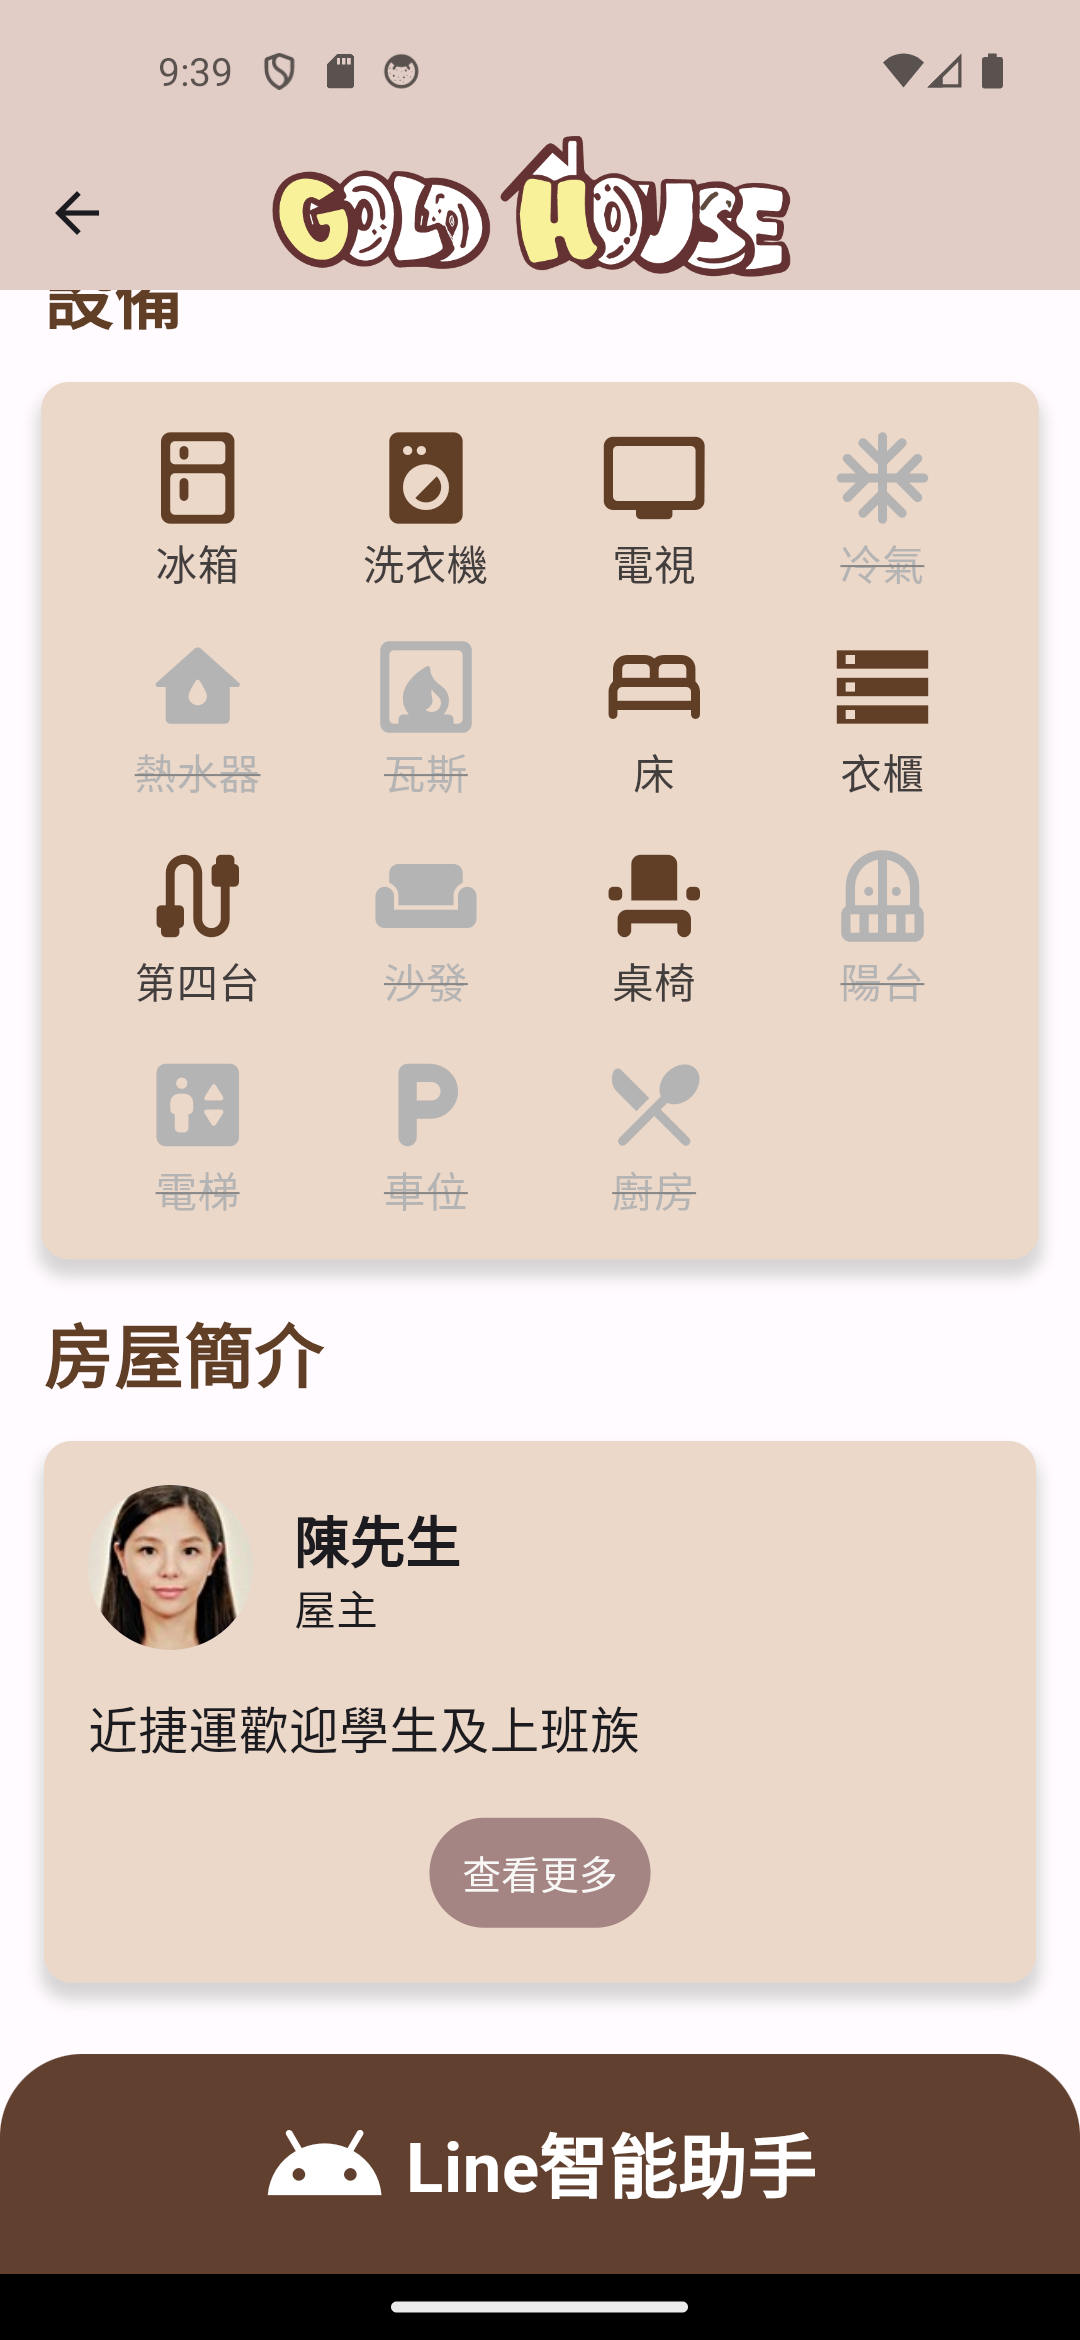 9:39
GOLD HOUSE
設備
冰箱 洗衣機 電視 冷氣
熱水器 瓦斯 床 衣櫃
第四台 沙發 桌椅 陽台
電梯 車位 廚房
房屋簡介
陳先生
屋主
近捷運歡迎學生及上班族
查看更多
Line智能助手